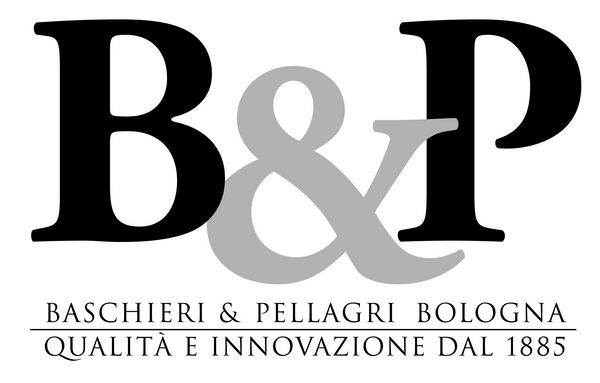 B&P
BASCHIERI & PELLAGRI BOLOGNA
QUALITÀ E INNOVAZIONE DAL 1885